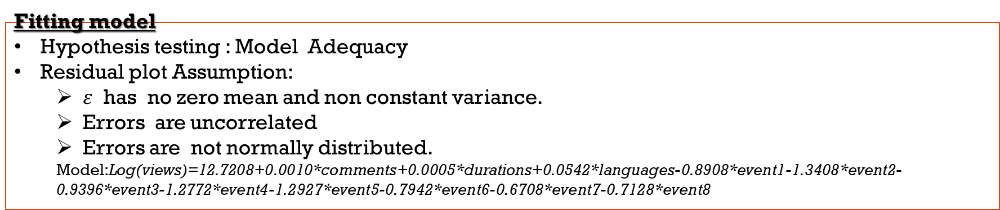 Fitting model
• Hypothesis testing : Model Adequacy
• Residual plot Assumption:
➢ ε has no zero mean and non constant variance.
➢ Errors are uncorrelated
➢ Errors are not normally distributed.
Model:Log(views)=12.7208+0.0010*comments+0.0005*durations+0.0542*languages-0.8908*event1-1.3408*event2-
0.9396*event3-1.2772*event4-1.2927*event5-0.7942*event6-0.6708*event7-0.7128*event8